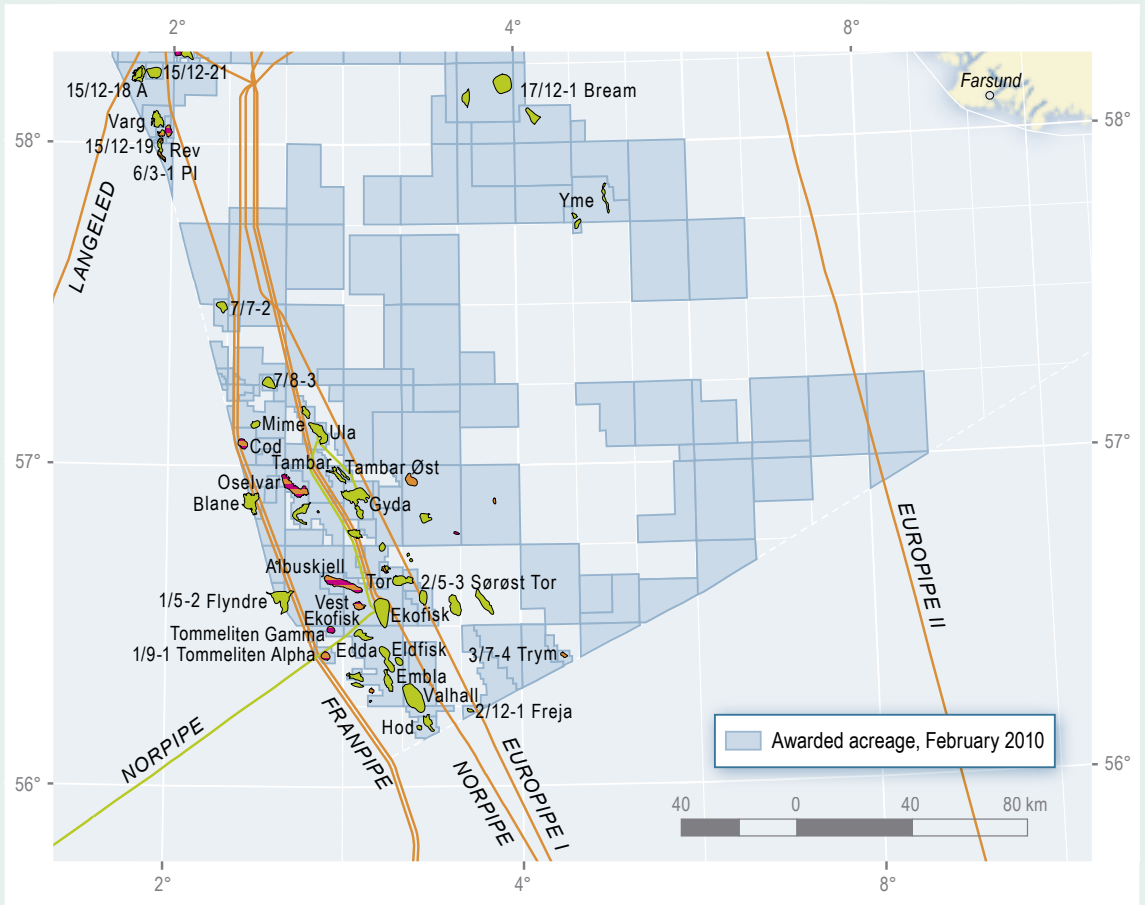 2°
4°
8°
15/12-21
15/12-18 A
17/12-1 Bream
Farsund
Varg
58°
58°
15/12-19
Rev
6/3-1 PI
Yme
LANGELED
7/7-2
7/8-3
Mime
Ula
Cod
57°
57°
Tambar
Tambar Øst
Oselvar
Blane
Gyda
EUROPIPE II
Albuskjell
Tor
2/5-3 Sørøst Tor
1/5-2 Flyndre
Vest
Ekofisk
Ekofisk
Tommeliten Gamma
1/9-1 Tommeliten Alpha
Edda
Eldfisk
3/7-4 Trym
Embla
Valhall
2/12-1 Freja
Hod
NORPIPE
FRANPIPE
NORPIPE
EUROPIPE I
Awarded acreage, February 2010
56°
56°
40
0
40
80 km
2°
4°
8°